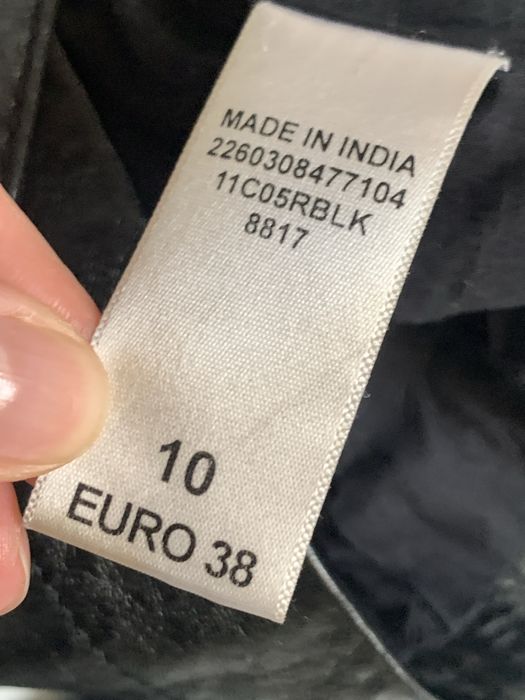 MADE IN INDIA
2260308477104
11C05RBLK
8817
10
EURO 38